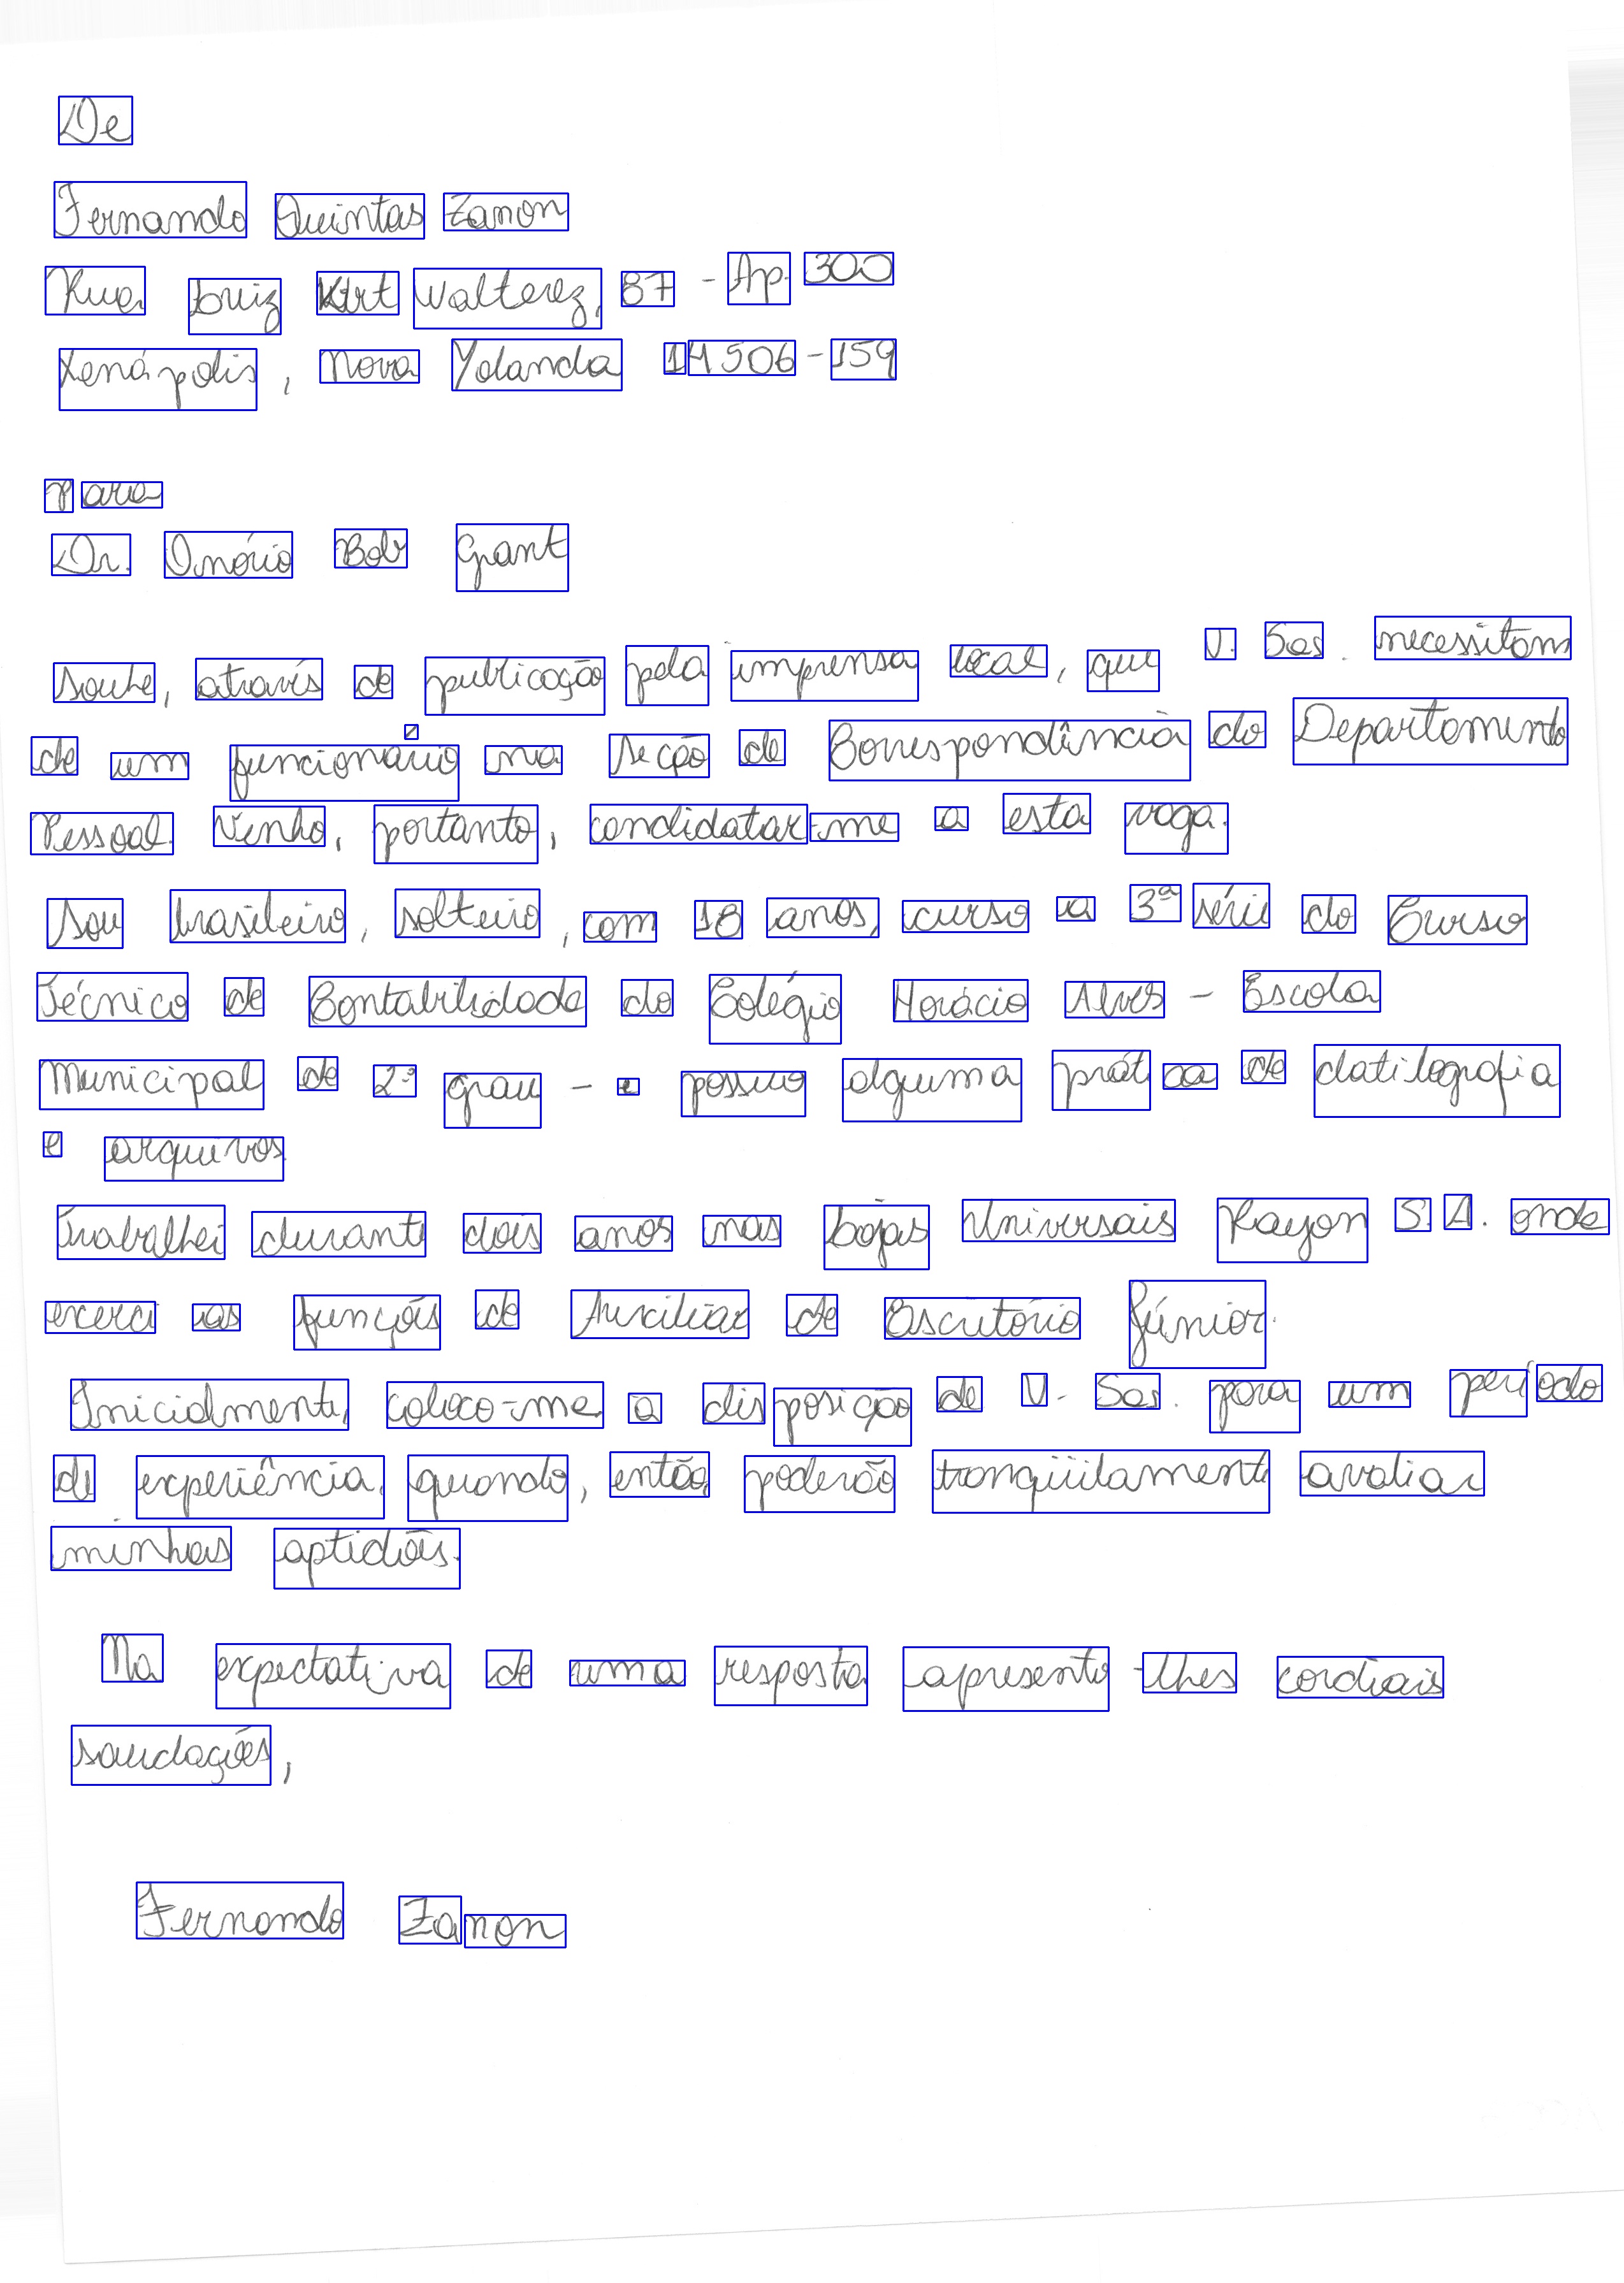 De
Fernando Quintas Zanon
Rua Luiz Kurt Walterez, 87 - Ap. 300
Xenápolis, Nova Yolanda 14506-159
Para
Dr. Onório Bob Grant
Soube, através de publicação pela imprensa local, que V. Sas. necessitam
de um funcionário na Seção de Correspondência do Departamento
Pessoal. Venho, portanto, candidatar-me a esta vaga.
Sou brasileiro, solteiro, com 18 anos, curso a 3ª série do Curso
Técnico de Contabilidade do Colégio Horácio Alves - Escola
Municipal de 2º grau - e possuo alguma prática de datilografia
e arquivos
Trabalhei durante dois anos nas Lojas Universais Rayon S. A. onde
exerci as funções de Auxiliar de Escritório Júnior.
Inicialmente, coloco-me a disposição de V. Sas. para um período
de experiência, quando, então, poderão tranqüilamente avaliar
minhas aptidões.
Na expectativa de uma resposta apresento-lhes cordiais
saudações,
Fernando Zanon